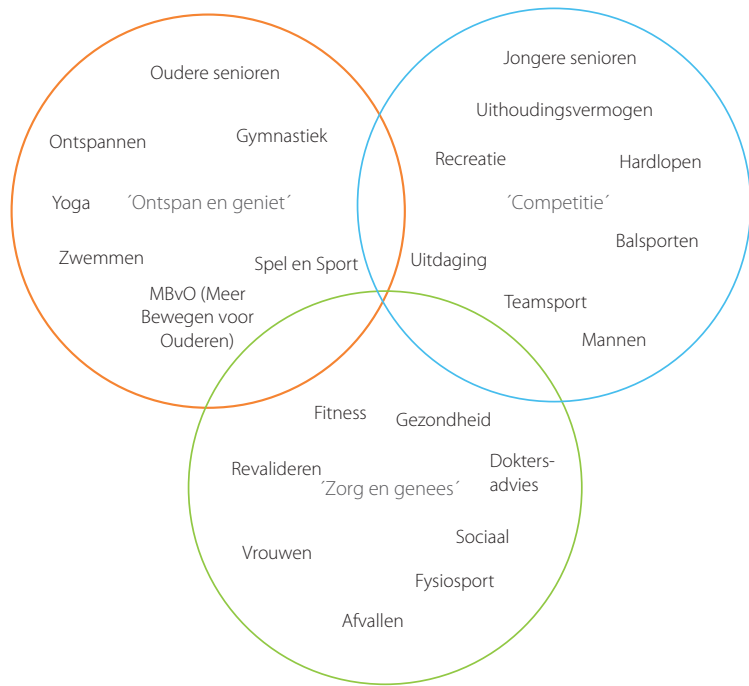 Oudere senioren
Ontspannen
Gymnastiek
Yoga
´Ontspan en geniet´
Zwemmen
Spel en Sport
MBvO (Meer
Bewegen voor
Ouderen)
Jongere senioren
Uithoudingsvermogen
Recreatie
Hardlopen
´Competitie´
Balsporten
Uitdaging
Teamsport
Mannen
Fitness
Gezondheid
Revalideren
Dokters-
advies
´Zorg en genees´
Sociaal
Vrouwen
Fysiosport
Afvallen